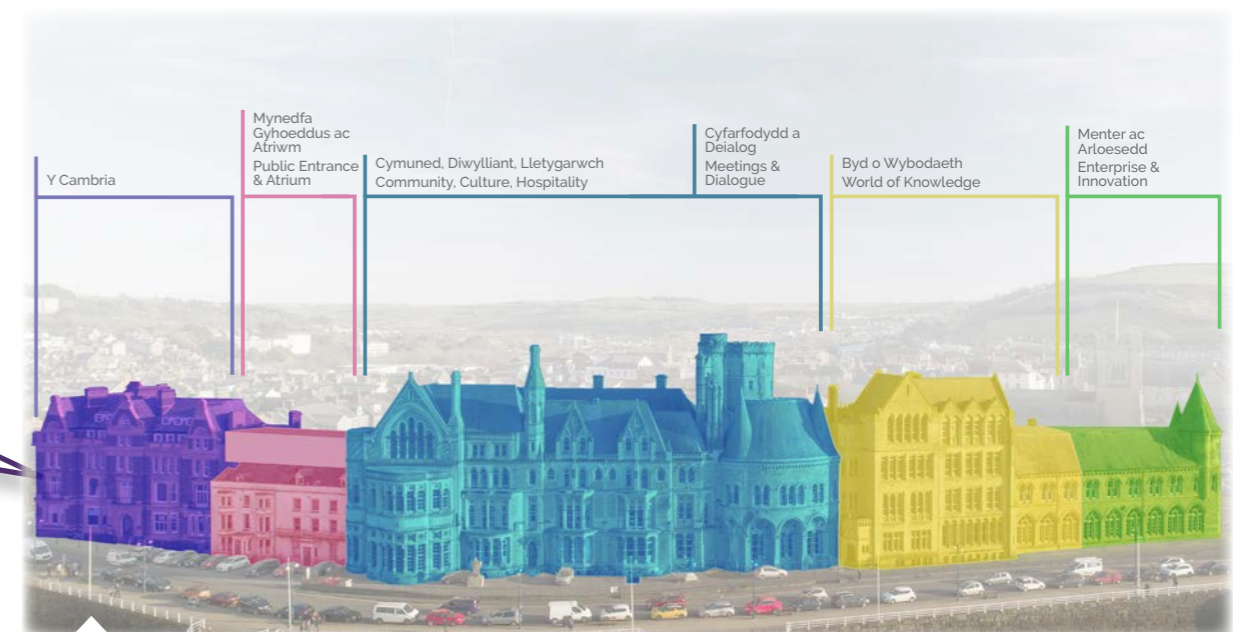 Y Cambria
Mynedfa
Gyhoeddus ac
Atriwm
Public Entrance
& Atrium
Cymuned, Diwylliant, Lletygarwch
Community, Culture, Hospitality
Cyfarfodydd a
Deialog
Meetings &
Dialogue
Byd o Wybodaeth
World of Knowledge
Menter ac
Arloesedd
Enterprise &
Innovation